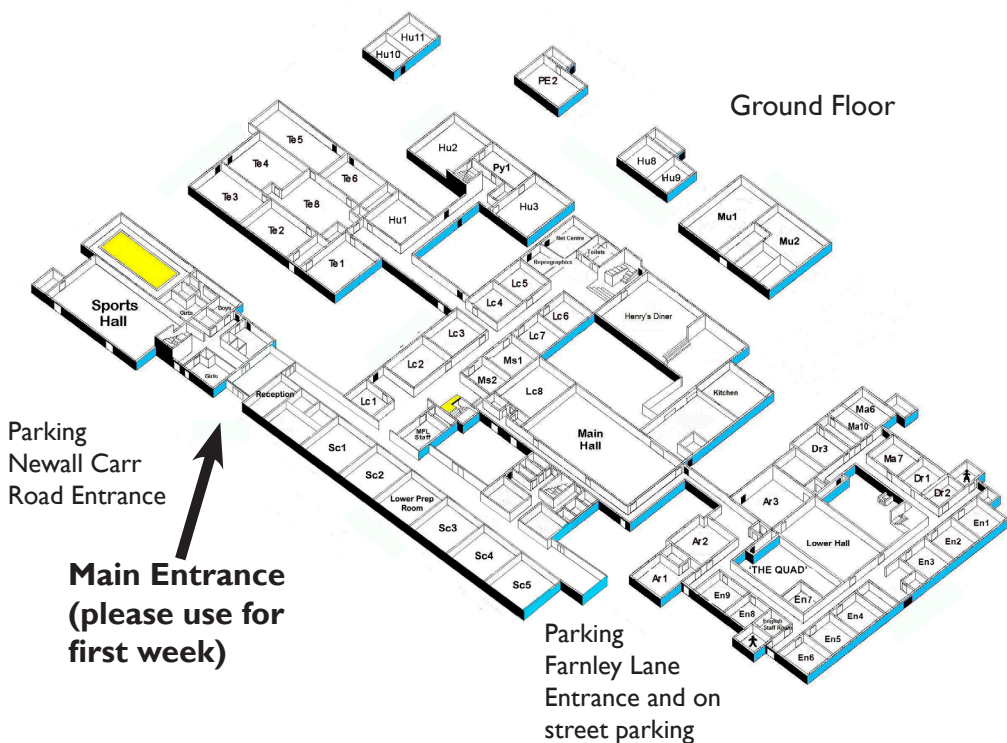 Ground Floor
Hu11
Hu10
PE2
Te5
Te4
Te6
Te3
Te8
Te2
Te1
Hu2
Py1
Hu1
Hu3
Hu8
Hu9
Mu1
Mu2
Net Centre
Toilets
Reprographics
Sports
Hall
Girls
Boys
Girls
Lc5
Lc4
Lc3
Lc2
Lc1
Lc6
Lc7
Ms1
Ms2
Lc8
Henry's Diner
Kitchen
Reception
MFL
Staff
Main
Hall
Sc1
Sc2
Lower Prep
Room
Sc3
Sc4
Sc5
Ma6
Ma10
Dr3
Ma7
Dr1
Dr2
Ar3
Ar2
Ar1
Lower Hall
'THE QUAD'
En1
En2
En3
En9
En8
En7
English
Staff Room
En4
En5
En6
Parking
Newall Carr
Road Entrance
Main Entrance
(please use for
first week)
Parking
Farnley Lane
Entrance and on
street parking